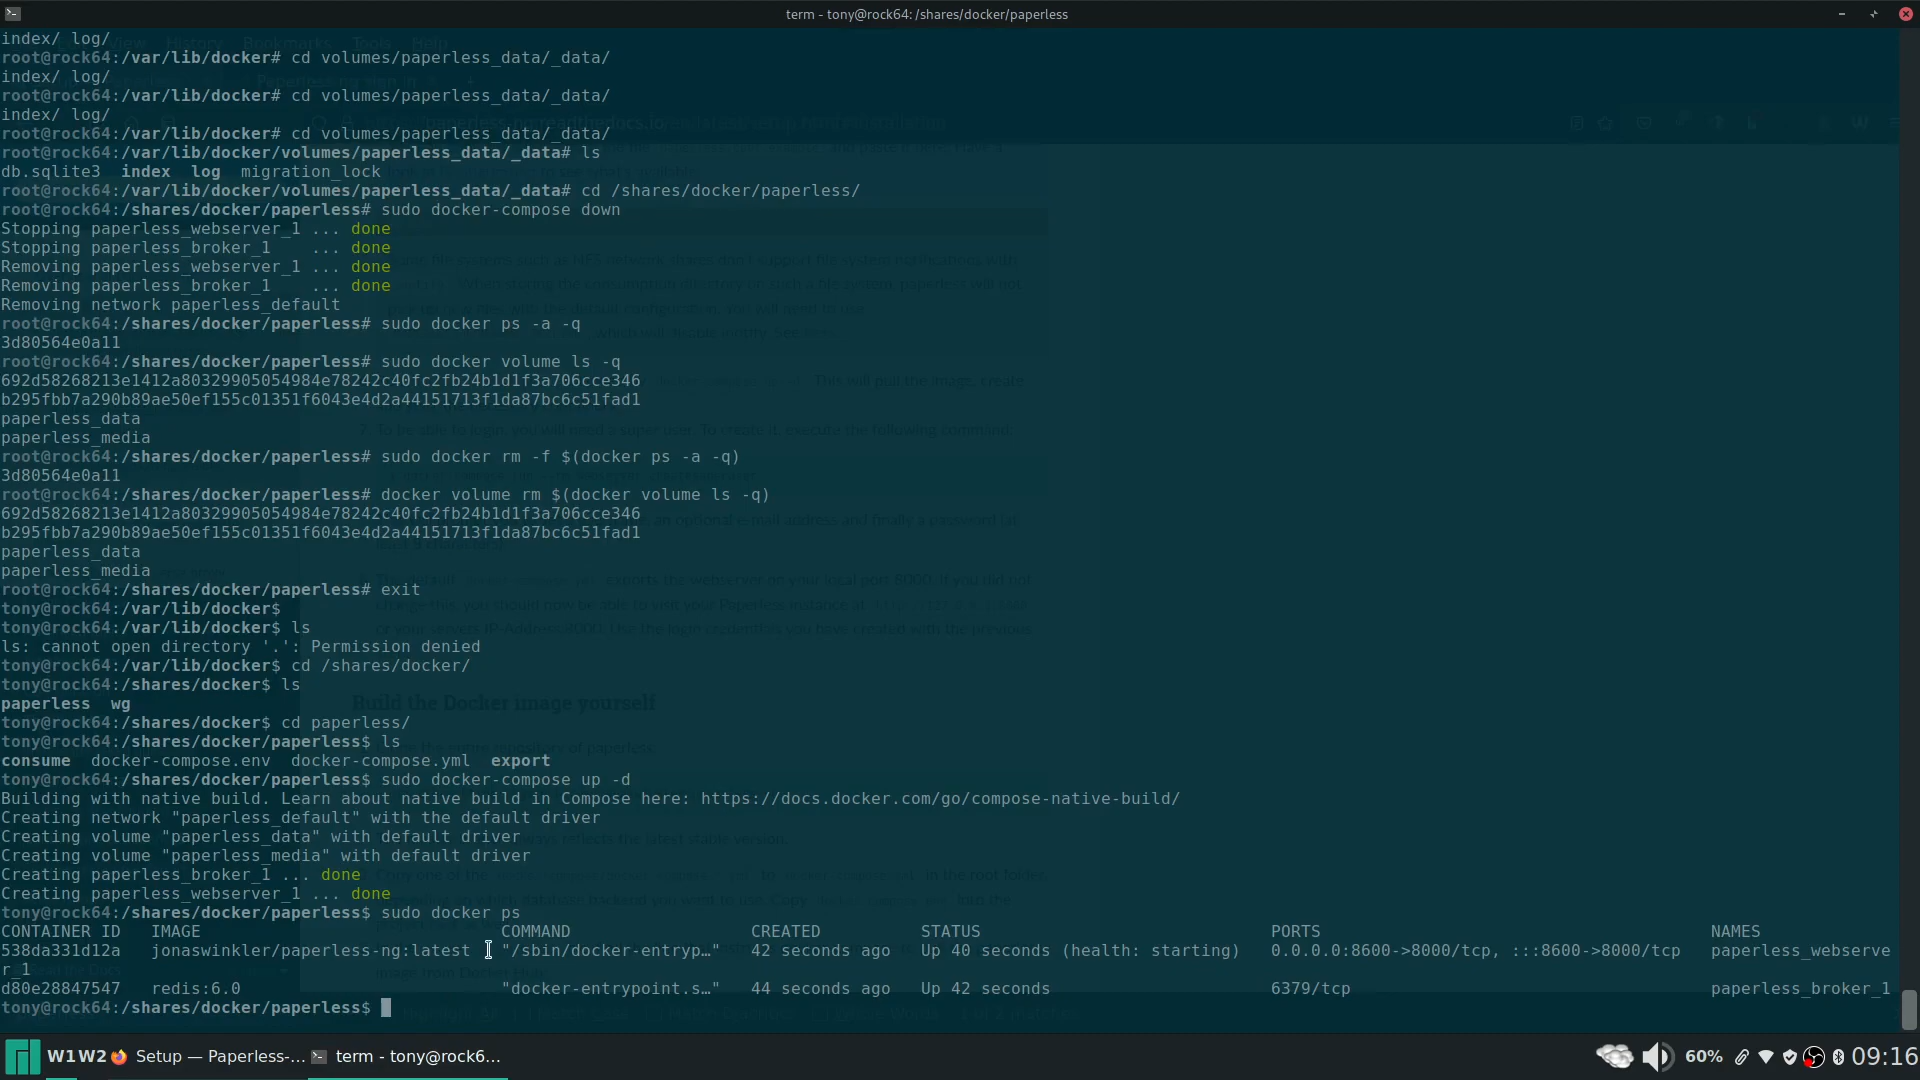 term - tony@rock64: /shares/docker/paperless
index/ log/
root@rock64:/var/lib/docker# cd volumes/paperless_data/_data/
index/ log/
root@rock64:/var/lib/docker# cd volumes/paperless_data/_data/
index/ log/
root@rock64:/var/lib/docker# cd volumes/paperless_data/_data/
root@rock64:/var/lib/docker/volumes/paperless_data/_data# ls
db.sqlite3  index  log  migration_lock
root@rock64:/var/lib/docker/volumes/paperless_data/_data# cd /shares/docker/paperless/
root@rock64:/shares/docker/paperless# sudo docker-compose down
Stopping paperless_webserver_1 ... done
Stopping paperless_broker_1    ... done
Removing paperless_webserver_1 ... done
Removing paperless_broker_1    ... done
Removing network paperless_default
root@rock64:/shares/docker/paperless# sudo docker ps -a -q
3d80564e0a11
root@rock64:/shares/docker/paperless# sudo docker volume ls -q
692d58268213e1412a80329905054984e78242c40fc2fb24b1d1f3a706cce346
b295fbb7a290b89ae50ef155c01351f6043e4d2a44151713f1da87bc6c51fad1
paperless_data
paperless_media
root@rock64:/shares/docker/paperless# sudo docker rm -f $(docker ps -a -q)
3d80564e0a11
root@rock64:/shares/docker/paperless# docker volume rm $(docker volume ls -q)
692d58268213e1412a80329905054984e78242c40fc2fb24b1d1f3a706cce346
b295fbb7a290b89ae50ef155c01351f6043e4d2a44151713f1da87bc6c51fad1
paperless_data
paperless_media
root@rock64:/shares/docker/paperless# exit
tony@rock64:/var/lib/docker$
tony@rock64:/var/lib/docker$ ls
ls: cannot open directory '.': Permission denied
tony@rock64:/var/lib/docker$ cd /shares/docker/
tony@rock64:/shares/docker$ ls
paperless  wg
tony@rock64:/shares/docker$ cd paperless/
tony@rock64:/shares/docker/paperless$ ls
consume  docker-compose.env  docker-compose.yml  export
tony@rock64:/shares/docker/paperless$ sudo docker-compose up -d
Building with native build. Learn about native build in Compose here: https://docs.docker.com/go/compose-native-build/
Creating network "paperless_default" with the default driver
Creating volume "paperless_data" with default driver
Creating volume "paperless_media" with default driver
Creating paperless_broker_1 ... done
Creating paperless_webserver_1 ... done
tony@rock64:/shares/docker/paperless$ sudo docker ps
CONTAINER ID   IMAGE                              COMMAND                  CREATED          STATUS                             PORTS                                       NAMES
538da331d12a   jonaswinkler/paperless-ng:latest   "/sbin/docker-entryp…"   42 seconds ago   Up 40 seconds (health: starting)   0.0.0.0:8600->8000/tcp, :::8600->8000/tcp   paperless_webserve
r_1
d80e28847547   redis:6.0                          "docker-entrypoint.s…"   44 seconds ago   Up 42 seconds                      6379/tcp                                    paperless_broker_1
tony@rock64:/shares/docker/paperless$
W1 W2 Setup — Paperless-... term - tony@rock6... 60% 09:16